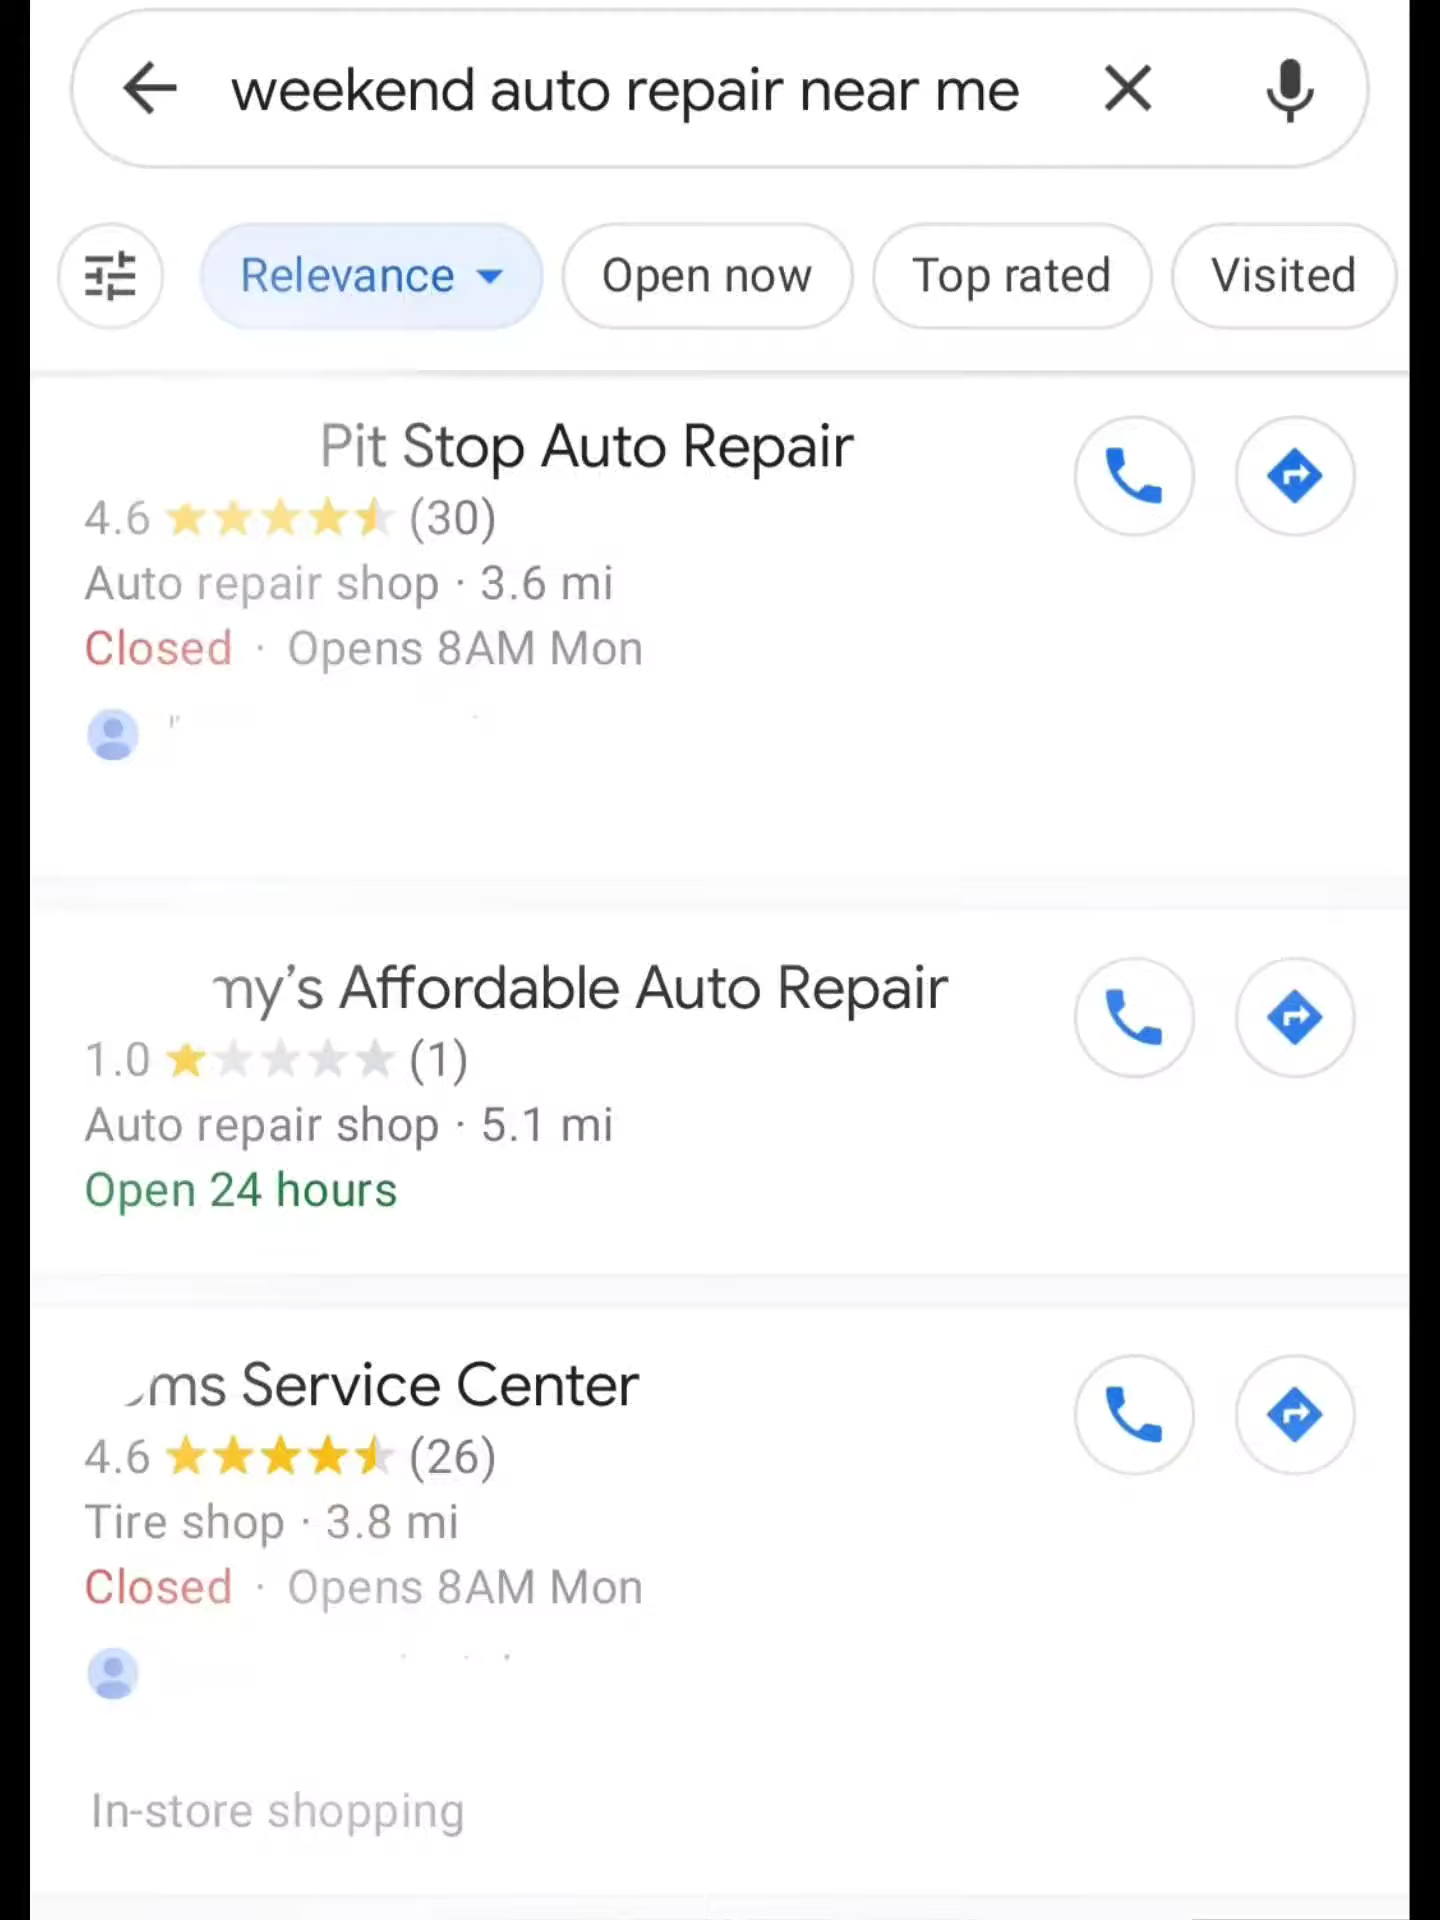 weekend auto repair near me
Relevance Open now Top rated Visited
Pit Stop Auto Repair
4.6 (30)
Auto repair shop · 3.6 mi
Closed · Opens 8AM Mon
my's Affordable Auto Repair
1.0 (1)
Auto repair shop · 5.1 mi
Open 24 hours
ms Service Center
4.6 (26)
Tire shop · 3.8 mi
Closed · Opens 8AM Mon
In-store shopping